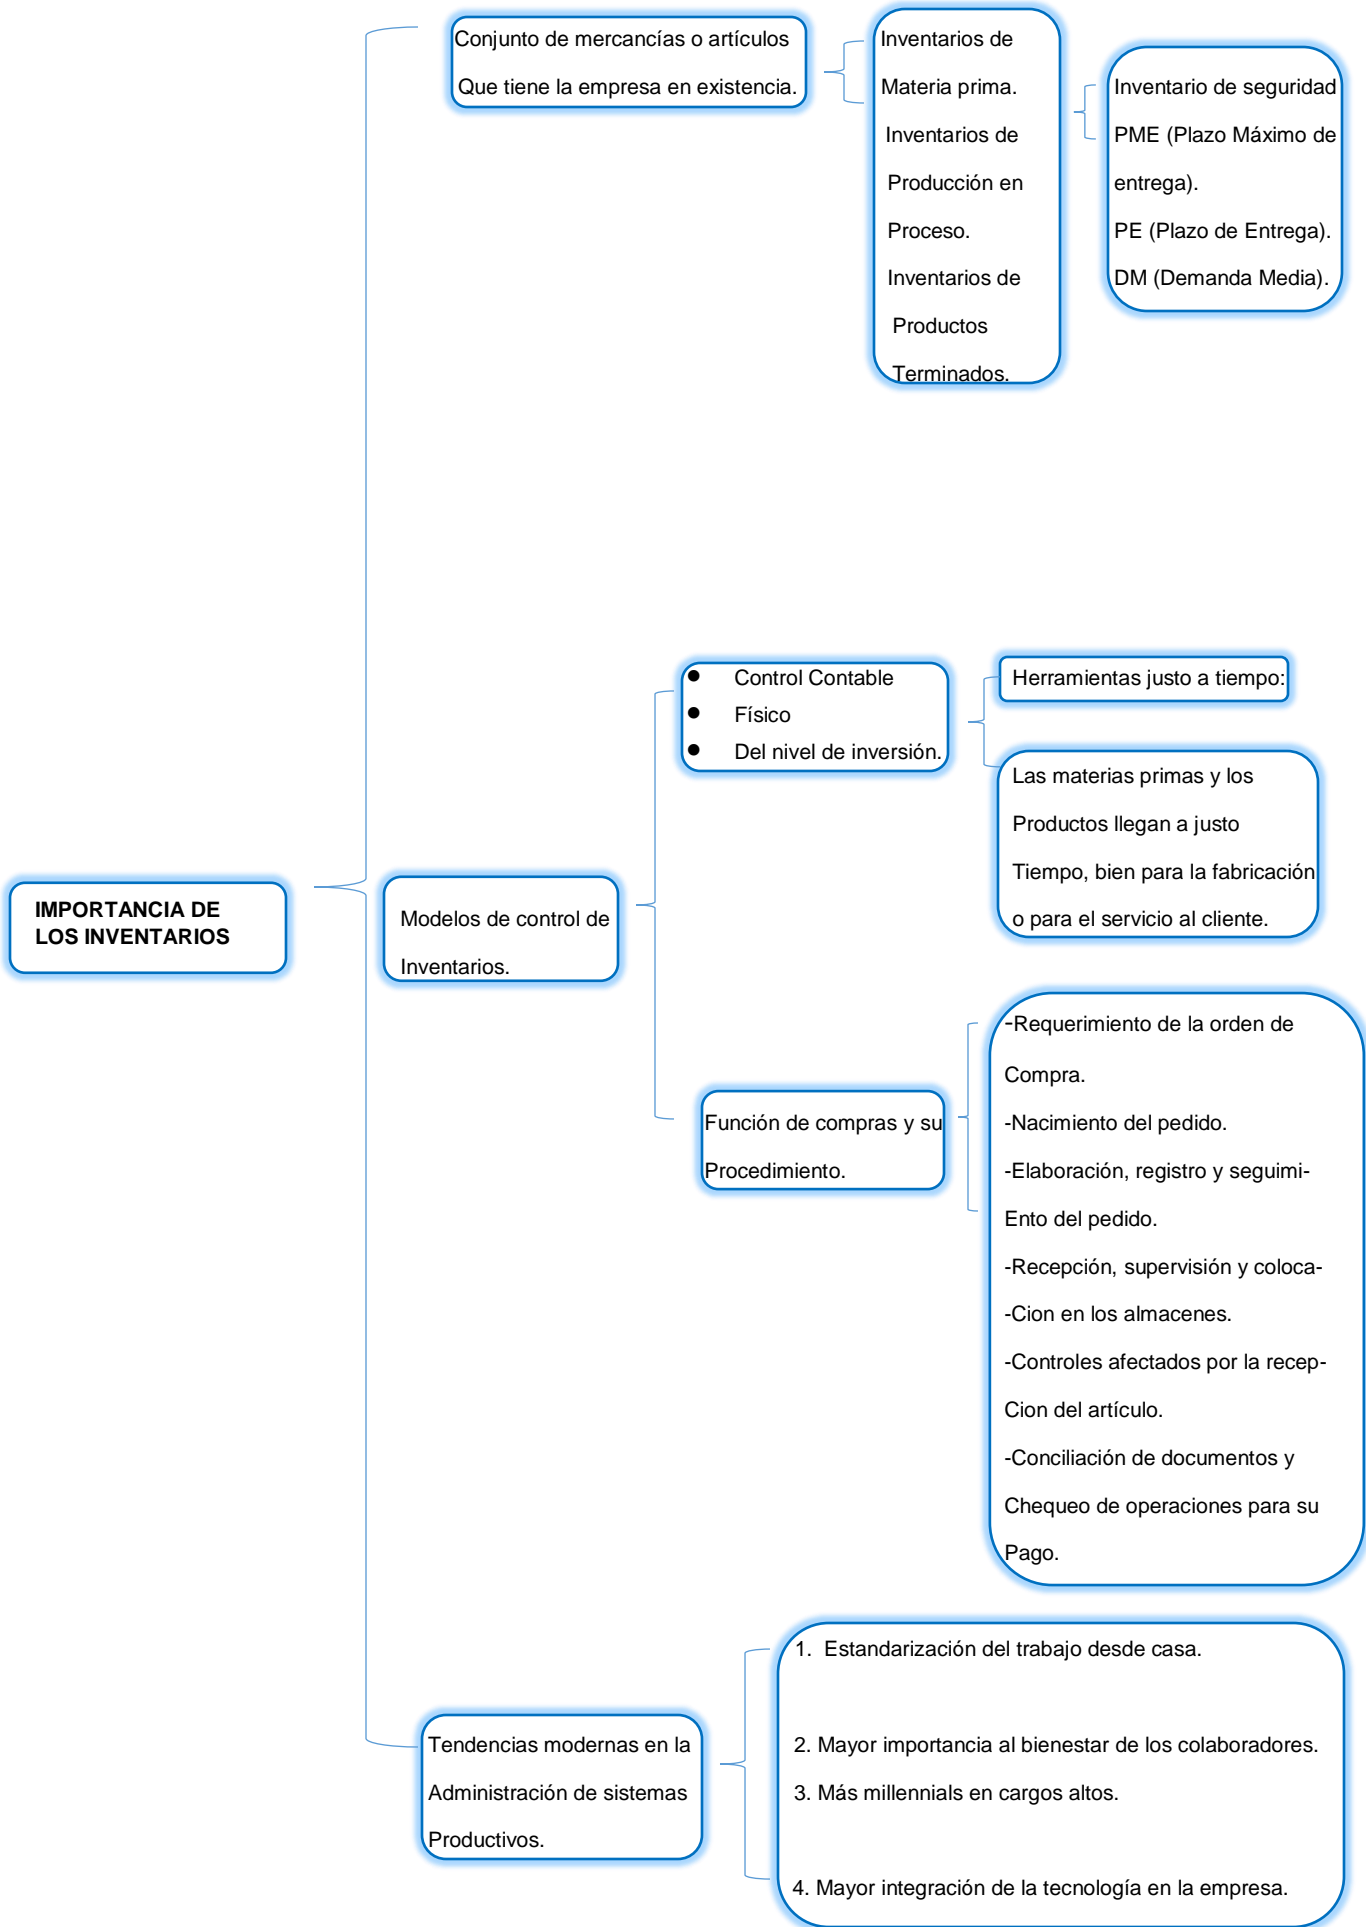 Conjunto de mercancías o artículos
Que tiene la empresa en existencia.
Inventarios de
Materia prima.
Inventarios de
Producción en
Proceso.
Inventarios de
Productos
Terminados.
Inventario de seguridad
PME (Plazo Máximo de
entrega).
PE (Plazo de Entrega).
DM (Demanda Media).
IMPORTANCIA DE
LOS INVENTARIOS
Modelos de control de
Inventarios.
● Control Contable
● Físico
● Del nivel de inversión.
Herramientas justo a tiempo:
Las materias primas y los
Productos llegan a justo
Tiempo, bien para la fabricación
o para el servicio al cliente.
Función de compras y su
Procedimiento.
-Requerimiento de la orden de
Compra.
-Nacimiento del pedido.
-Elaboración, registro y seguimi-
Ento del pedido.
-Recepción, supervisión y coloca-
-Cion en los almacenes.
-Controles afectados por la recep-
Cion del artículo.
-Conciliación de documentos y
Chequeo de operaciones para su
Pago.
Tendencias modernas en la
Administración de sistemas
Productivos.
1. Estandarización del trabajo desde casa.
2. Mayor importancia al bienestar de los colaboradores.
3. Más millennials en cargos altos.
4. Mayor integración de la tecnología en la empresa.